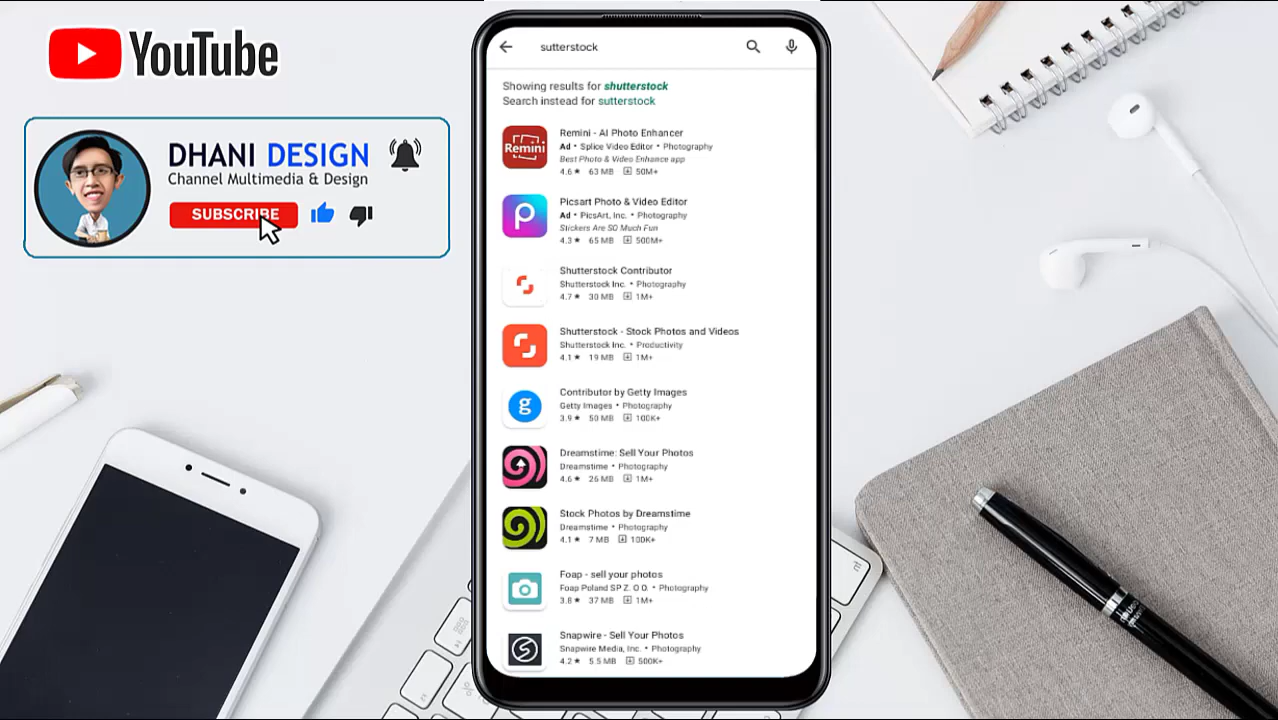 YouTube
DHANI DESIGN
Channel Multimedia & Design
SUBSCRIBE
sutterstock
Showing results for shutterstock
Search instead for sutterstock
Remini
Remini - AI Photo Enhancer
Ad • Splice Video Editor • Photography
Best Photo & Video Enhance app
4.6 ★ 63 MB 50M+
Picsart Photo & Video Editor
Ad • PicsArt, Inc. • Photography
Stickers Are SO Much Fun
4.3 ★ 65 MB 500M+
Shutterstock Contributor
Shutterstock Inc. • Photography
4.7 ★ 30 MB 1M+
Shutterstock - Stock Photos and Videos
Shutterstock Inc. • Productivity
4.1 ★ 19 MB 1M+
g
Contributor by Getty Images
Getty Images • Photography
3.9 ★ 50 MB 100K+
Dreamstime: Sell Your Photos
Dreamstime • Photography
4.6 ★ 26 MB 1M+
Stock Photos by Dreamstime
Dreamstime • Photography
4.1 ★ 7 MB 100K+
Foap - sell your photos
Foap Poland SP Z. O O. • Photography
3.8 ★ 37 MB 1M+
Snapwire - Sell Your Photos
Snapwire Media, Inc. • Photography
4.2 ★ 5.5 MB 500K+